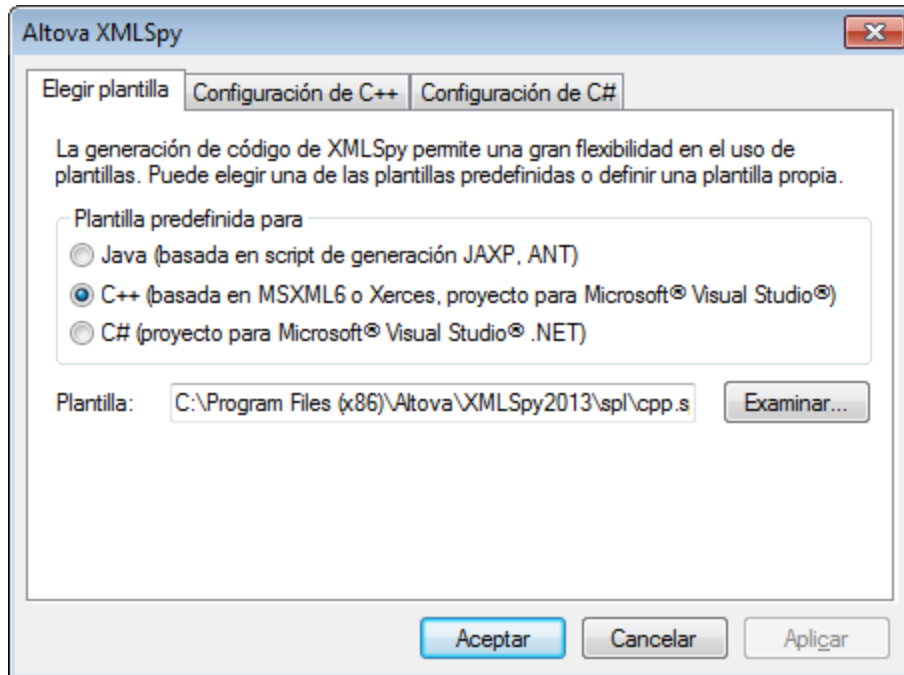 Altova XMLSpy
Elegir plantilla
Configuración de C++
Configuración de C#
La generación de código de XMLSpy permite una gran flexibilidad en el uso de
plantillas. Puede elegir una de las plantillas predefinidas o definir una plantilla propia.
Plantilla predefinida para
Java (basada en script de generación JAXP, ANT)
C++ (basada en MSXML6 o Xerces, proyecto para Microsoft® Visual Studio®)
C# (proyecto para Microsoft® Visual Studio® .NET)
Plantilla: C:\Program Files (x86)\Altova\XMLSpy2013\spl\cpp.s Examinar...
Aceptar Cancelar Aplicar